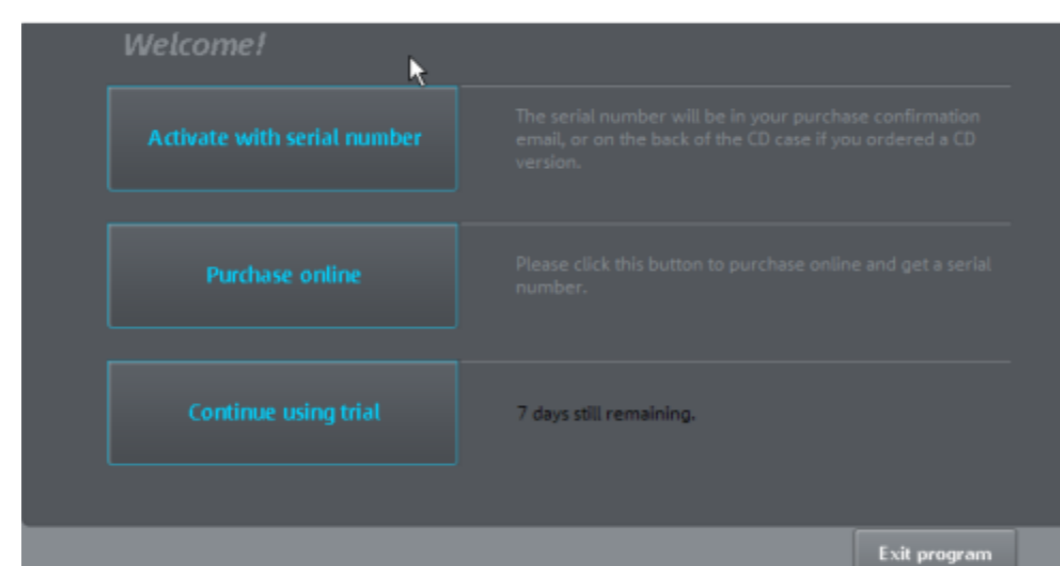 Welcome!
Activate with serial number
The serial number will be in your purchase confirmation
email, or on the back of the CD case if you ordered a CD
version.
Purchase online
Please click this button to purchase online and get a serial
number.
Continue using trial
7 days still remaining.
Exit program